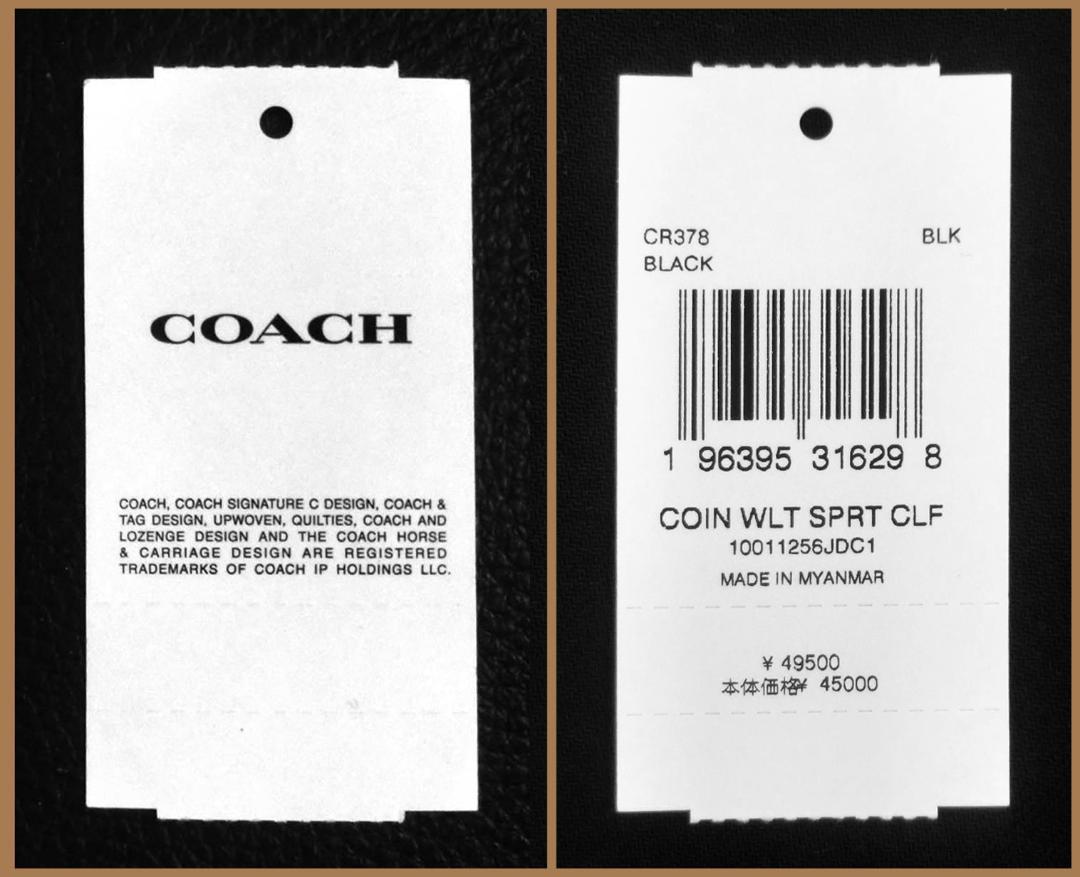 COACH
COACH, COACH SIGNATURE C DESIGN, COACH &
TAG DESIGN, UPWOVEN, QUILTIES, COACH AND
LOZENGE DESIGN AND THE COACH HORSE
& CARRIAGE DESIGN ARE REGISTERED
TRADEMARKS OF COACH IP HOLDINGS LLC.
CR378 BLK
BLACK
1 96395 31629 8
COIN WLT SPRT CLF
10011256JDC1
MADE IN MYANMAR
¥ 49500
本体価格¥ 45000